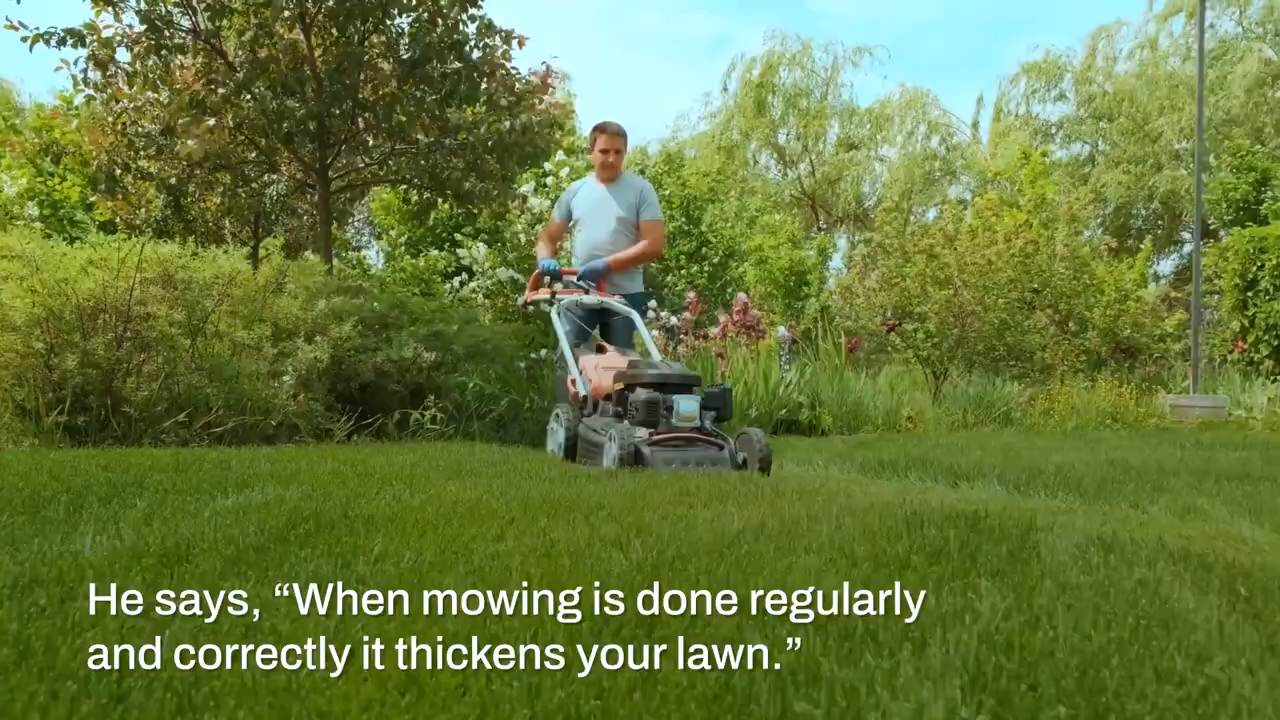 He says, “When mowing is done regularly
and correctly it thickens your lawn.”